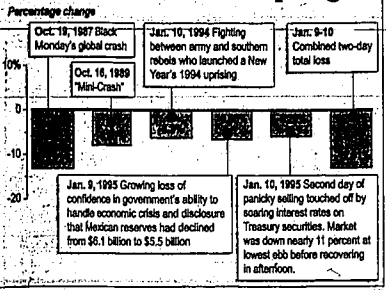 Percentage change
Oct. 19, 1987 Black
Monday's global crash
Oct. 16, 1989
"Mini-Crash"
Jan. 10, 1994 Fighting
between army and southern
rebels who launched a New
Year's 1994 uprising
Jan. 9-10
Combined two-day
total loss
10%
0
-10
-20
Jan. 9, 1995 Growing loss of
confidence in government's ability to
handle economic crisis and disclosure
that Mexican reserves had declined
from $6.1 billion to $5.5 billion
Jan. 10, 1995 Second day of
panicky selling touched off by
soaring interest rates on
Treasury securities. Market
was down nearly 11 percent at
lowest ebb before recovering
in afternoon.